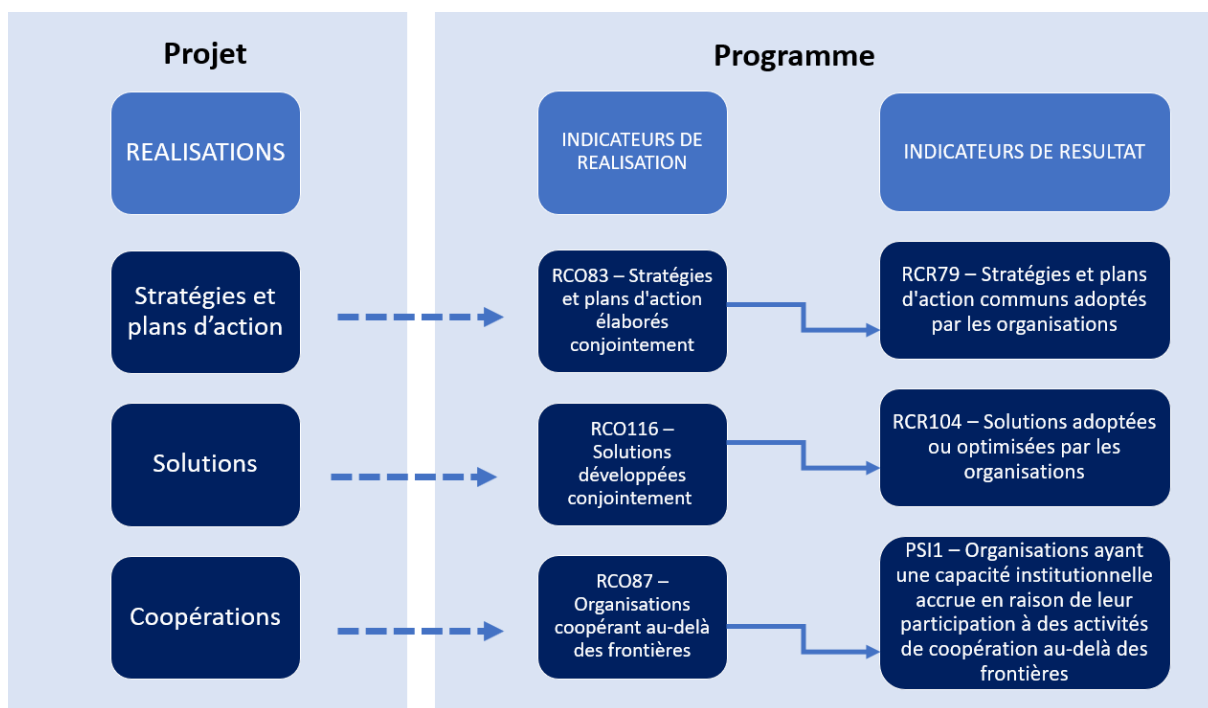 Projet
Programme
REALISATIONS
INDICATEURS DE
REALISATION
INDICATEURS DE RESULTAT
Stratégies et
plans d’action
RCO83 – Stratégies
et plans d'action
élaborés
conjointement
RCR79 – Stratégies et plans
d'action communs adoptés
par les organisations
Solutions
RCO116 –
Solutions
développées
conjointement
RCR104 – Solutions adoptées
ou optimisées par les
organisations
Coopérations
RCO87 –
Organisations
coopérant au-delà
des frontières
PSI1 – Organisations ayant
une capacité institutionnelle
accrue en raison de leur
participation à des activités
de coopération au-delà des
frontières